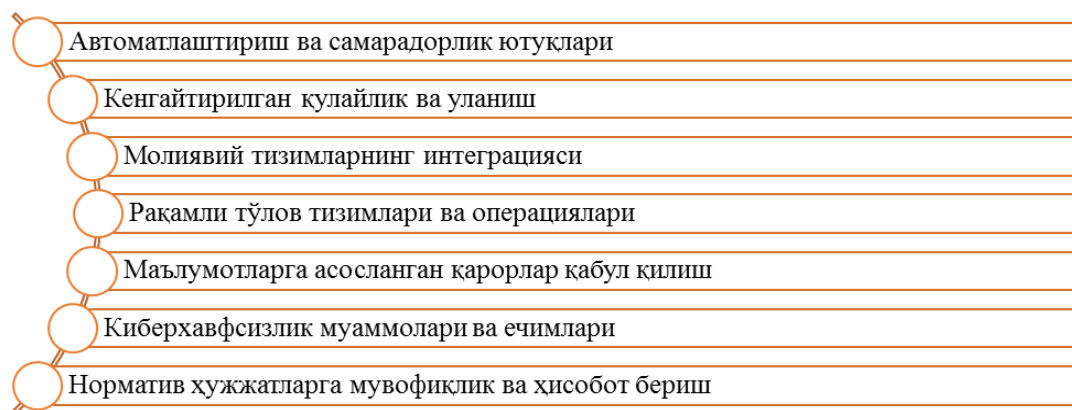 Автоматлаштириш ва самарадорлик ютуқлари
Кенгайтирилган қулайлик ва уланиш
Молиявий тизимларнинг интеграцияси
Рақамли тўлов тизимлари ва операциялари
Маълумотларга асосланган қарорлар қабул қилиш
Киберхавфсизлик муаммолари ва ечимлари
Норматив ҳужжатларга мувофиқлик ва ҳисобот бериш